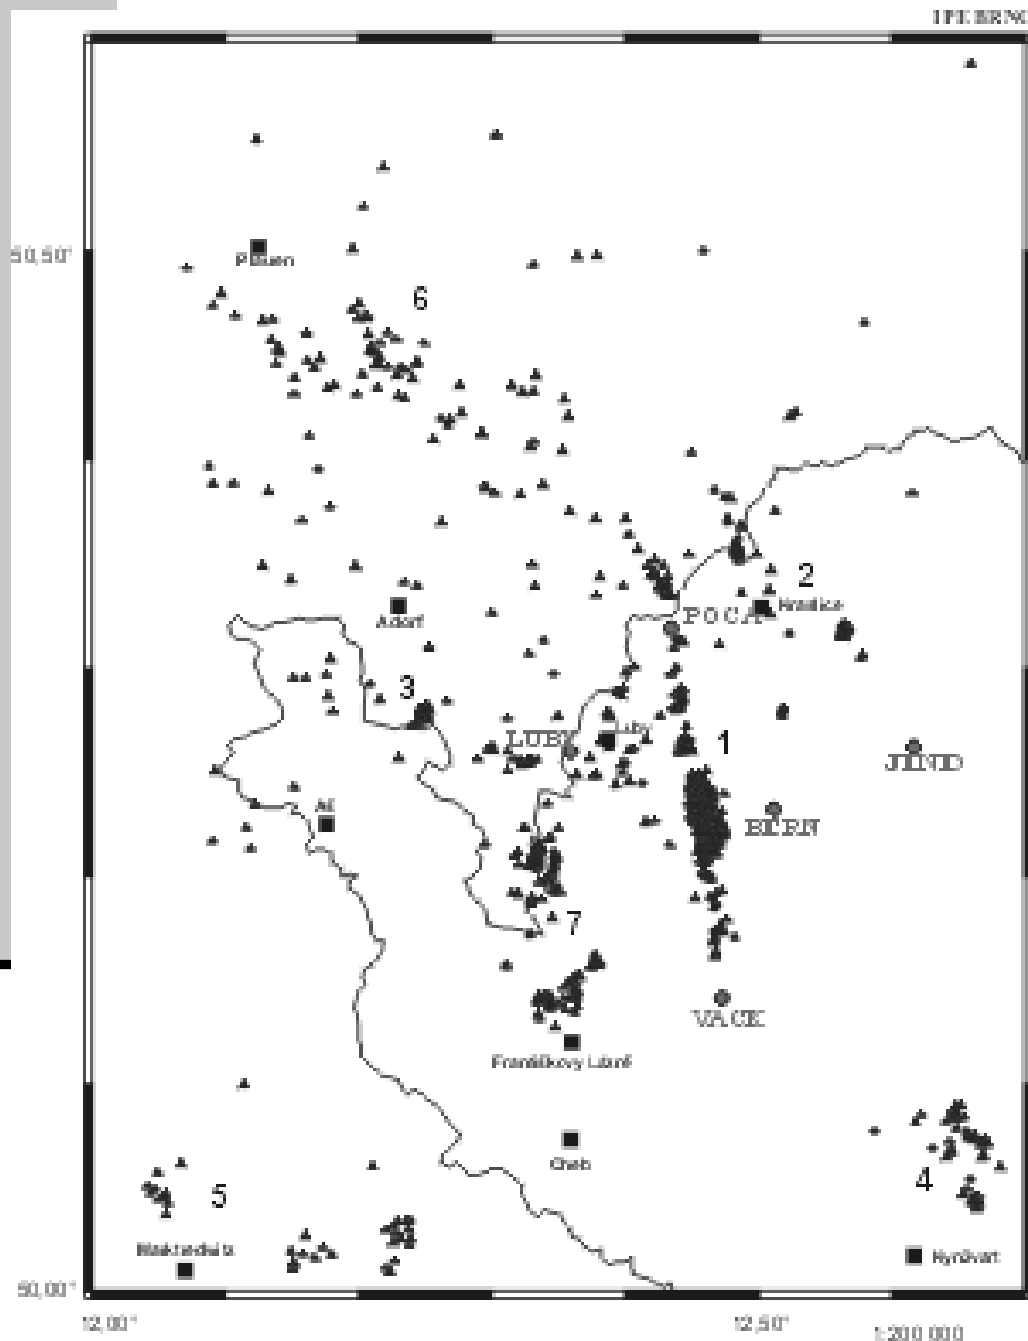 IPE BRNO
50,50°
Plauen
6
2
Hranice
POCA
Adorf
3
LUBY
Luby
1
JIND
Aš
BERN
7
VACK
Františkovy Lázně
Cheb
4
5
50,00°
12,00°
12,50°
1:200 000